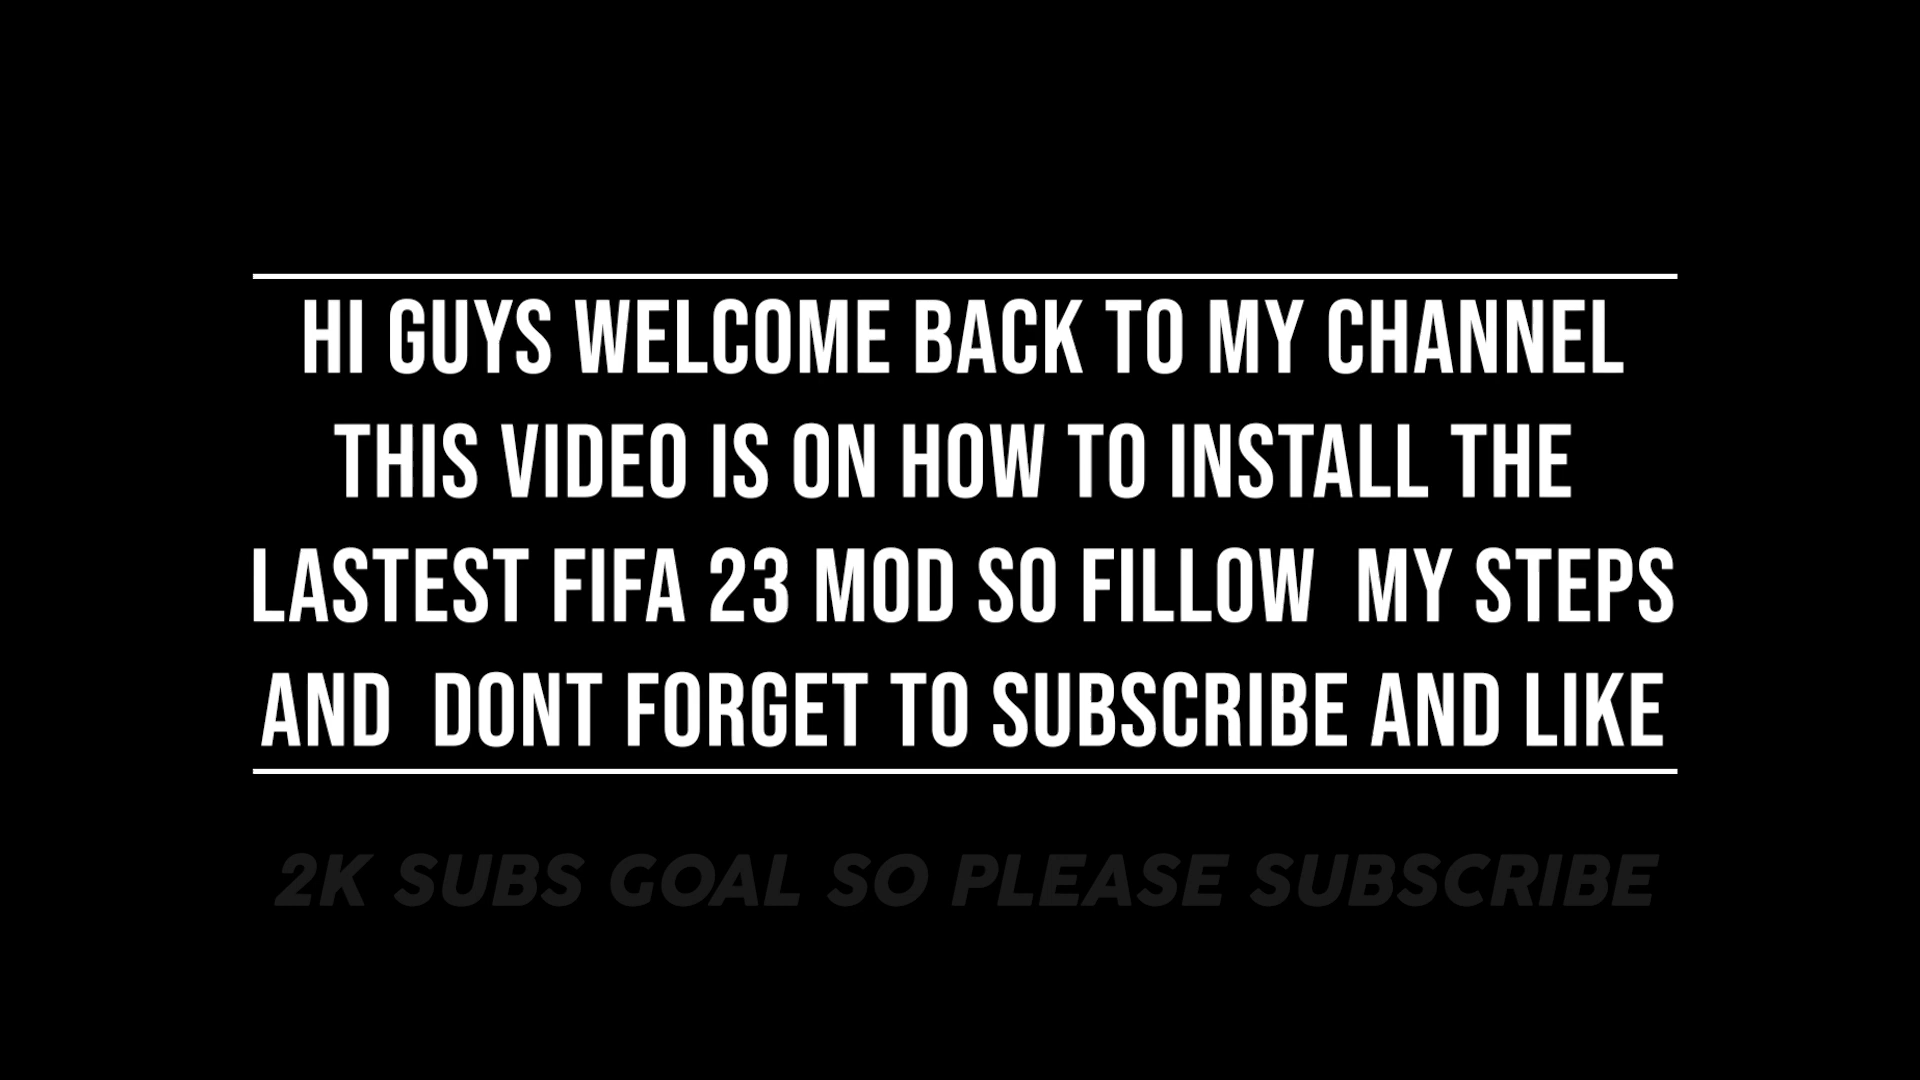 HI GUYS WELCOME BACK TO MY CHANNEL
THIS VIDEO IS ON HOW TO INSTALL THE
LASTEST FIFA 23 MOD SO FILLOW  MY STEPS
AND  DONT FORGET TO SUBSCRIBE AND LIKE
2K SUBS GOAL SO PLEASE SUBSCRIBE